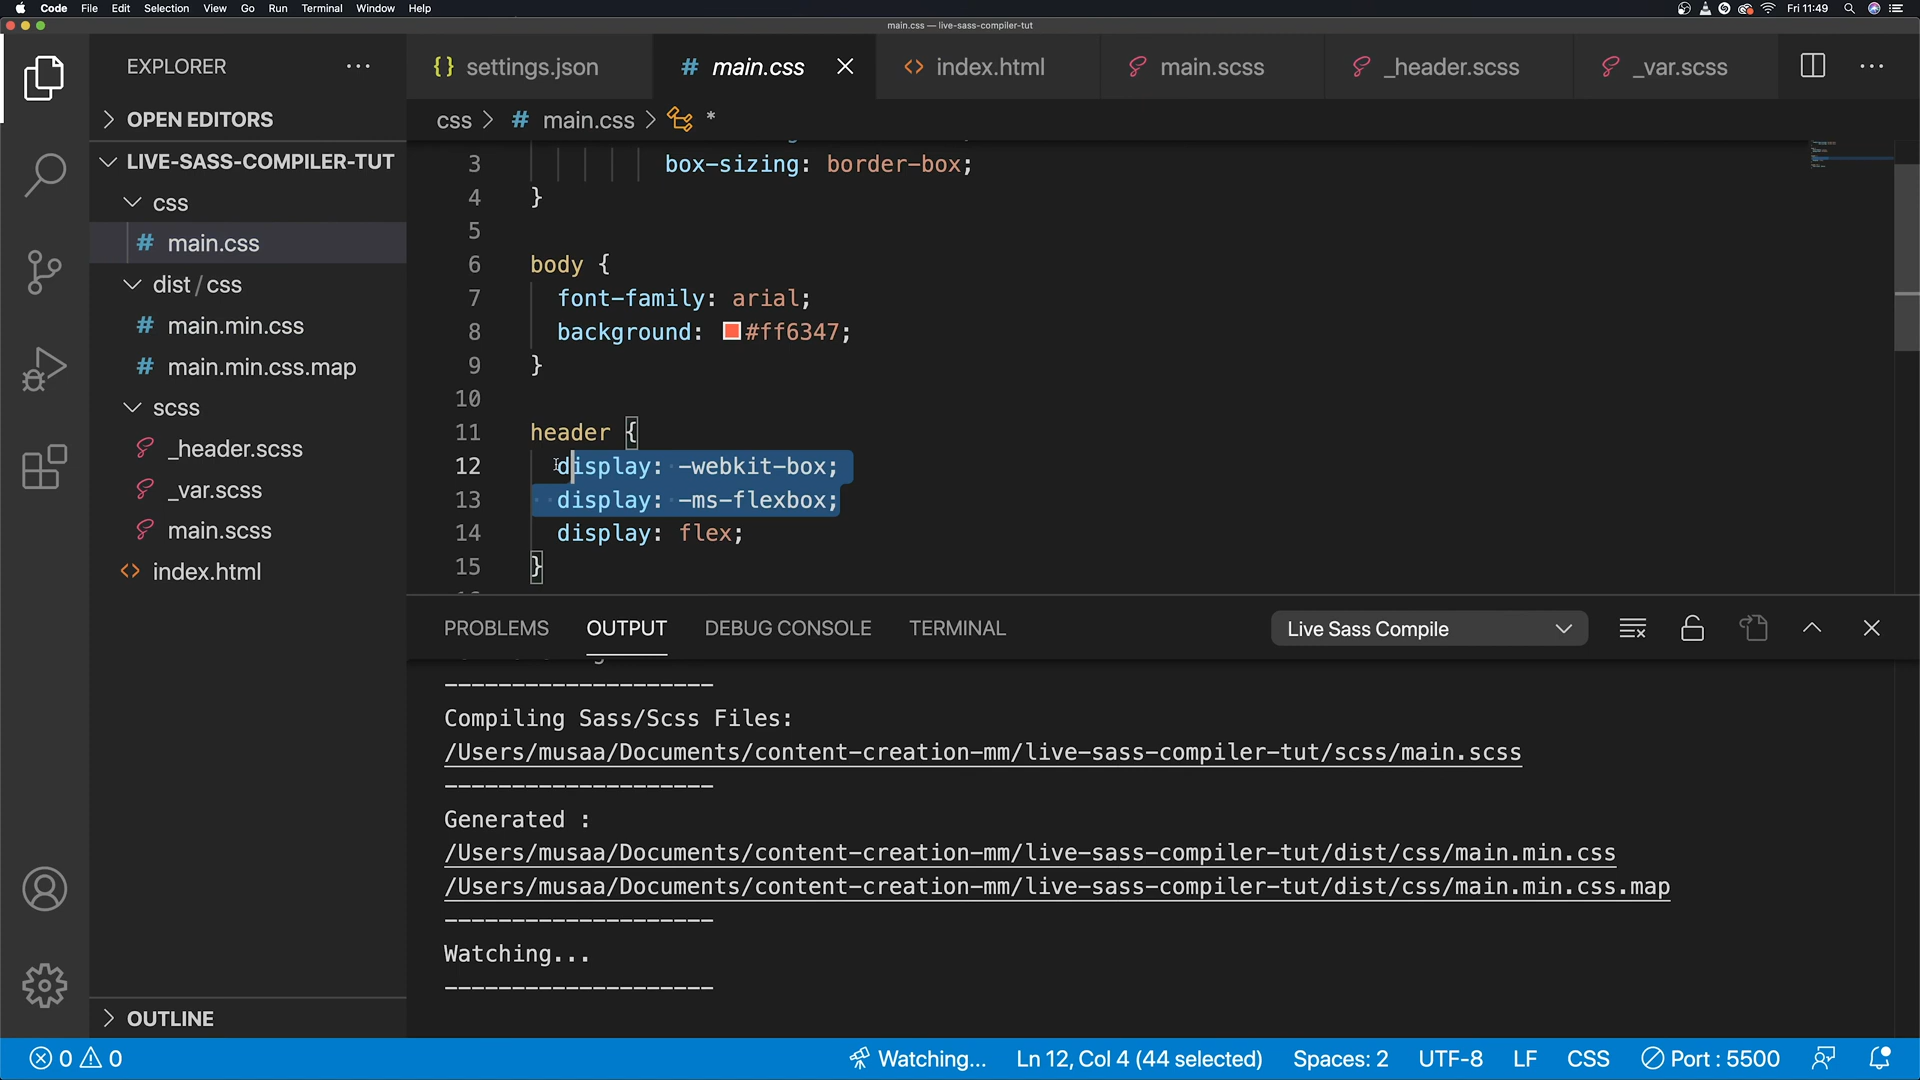 Code File Edit Selection View Go Run Terminal Window Help Fri 11:49
main.css — live-sass-compiler-tut
EXPLORER
{} settings.json
# main.css
<> index.html
main.scss
_header.scss
_var.scss
OPEN EDITORS
css > # main.css > *
LIVE-SASS-COMPILER-TUT
css
# main.css
dist/css
# main.min.css
# main.min.css.map
scss
_header.scss
_var.scss
main.scss
<> index.html
OUTLINE
3 box-sizing: border-box;
4 }
5
6 body {
7 font-family: arial;
8 background: #ff6347;
9 }
10
11 header {
12 display: -webkit-box;
13 display: -ms-flexbox;
14 display: flex;
15 }
PROBLEMS OUTPUT DEBUG CONSOLE TERMINAL Live Sass Compile
--------------------
Compiling Sass/Scss Files:
/Users/musaa/Documents/content-creation-mm/live-sass-compiler-tut/scss/main.scss
--------------------
Generated :
/Users/musaa/Documents/content-creation-mm/live-sass-compiler-tut/dist/css/main.min.css
/Users/musaa/Documents/content-creation-mm/live-sass-compiler-tut/dist/css/main.min.css.map
--------------------
Watching...
--------------------
0 0 Watching... Ln 12, Col 4 (44 selected) Spaces: 2 UTF-8 LF CSS Port : 5500